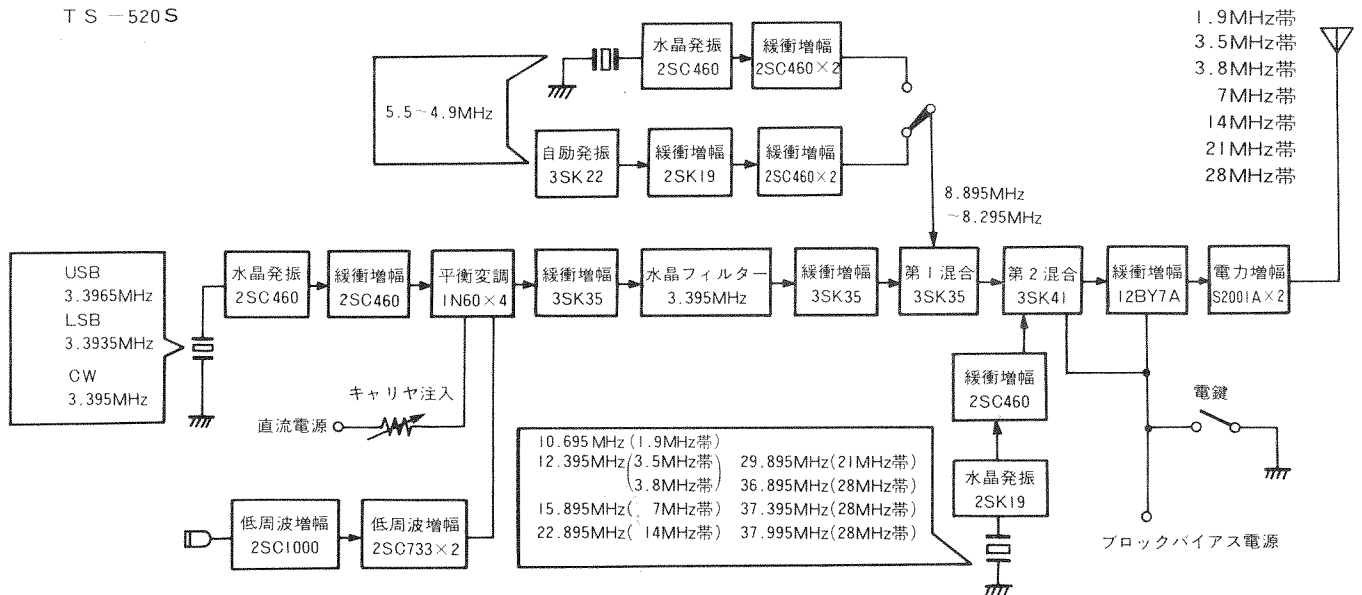 TS-520S
1.9MHz帯
3.5MHz帯
3.8MHz帯
7MHz帯
14MHz帯
21MHz帯
28MHz帯
水晶発振
2SC460
緩衝増幅
2SC460×2
5.5~4.9MHz
自励発振
3SK22
緩衝増幅
2SK19
緩衝増幅
2SC460×2
8.895MHz
~8.295MHz
USB
3.3965MHz
LSB
3.3935MHz
CW
3.395MHz
水晶発振
2SC460
緩衝増幅
2SC460
平衡変調
1N60×4
緩衝増幅
3SK35
水晶フィルター
3.395MHz
緩衝増幅
3SK35
第1混合
3SK35
第2混合
3SK41
緩衝増幅
12BY7A
電力増幅
S2001A×2
キャリヤ注入
直流電源
緩衝増幅
2SC460
電鍵
10.695MHz(1.9MHz帯)
12.395MHz(3.5MHz帯 3.8MHz帯) 29.895MHz(21MHz帯)
36.895MHz(28MHz帯)
15.895MHz( 7MHz帯) 37.395MHz(28MHz帯)
22.895MHz( 14MHz帯) 37.995MHz(28MHz帯)
水晶発振
2SK19
低周波増幅
2SC1000
低周波増幅
2SC733×2
ブロックバイアス電源